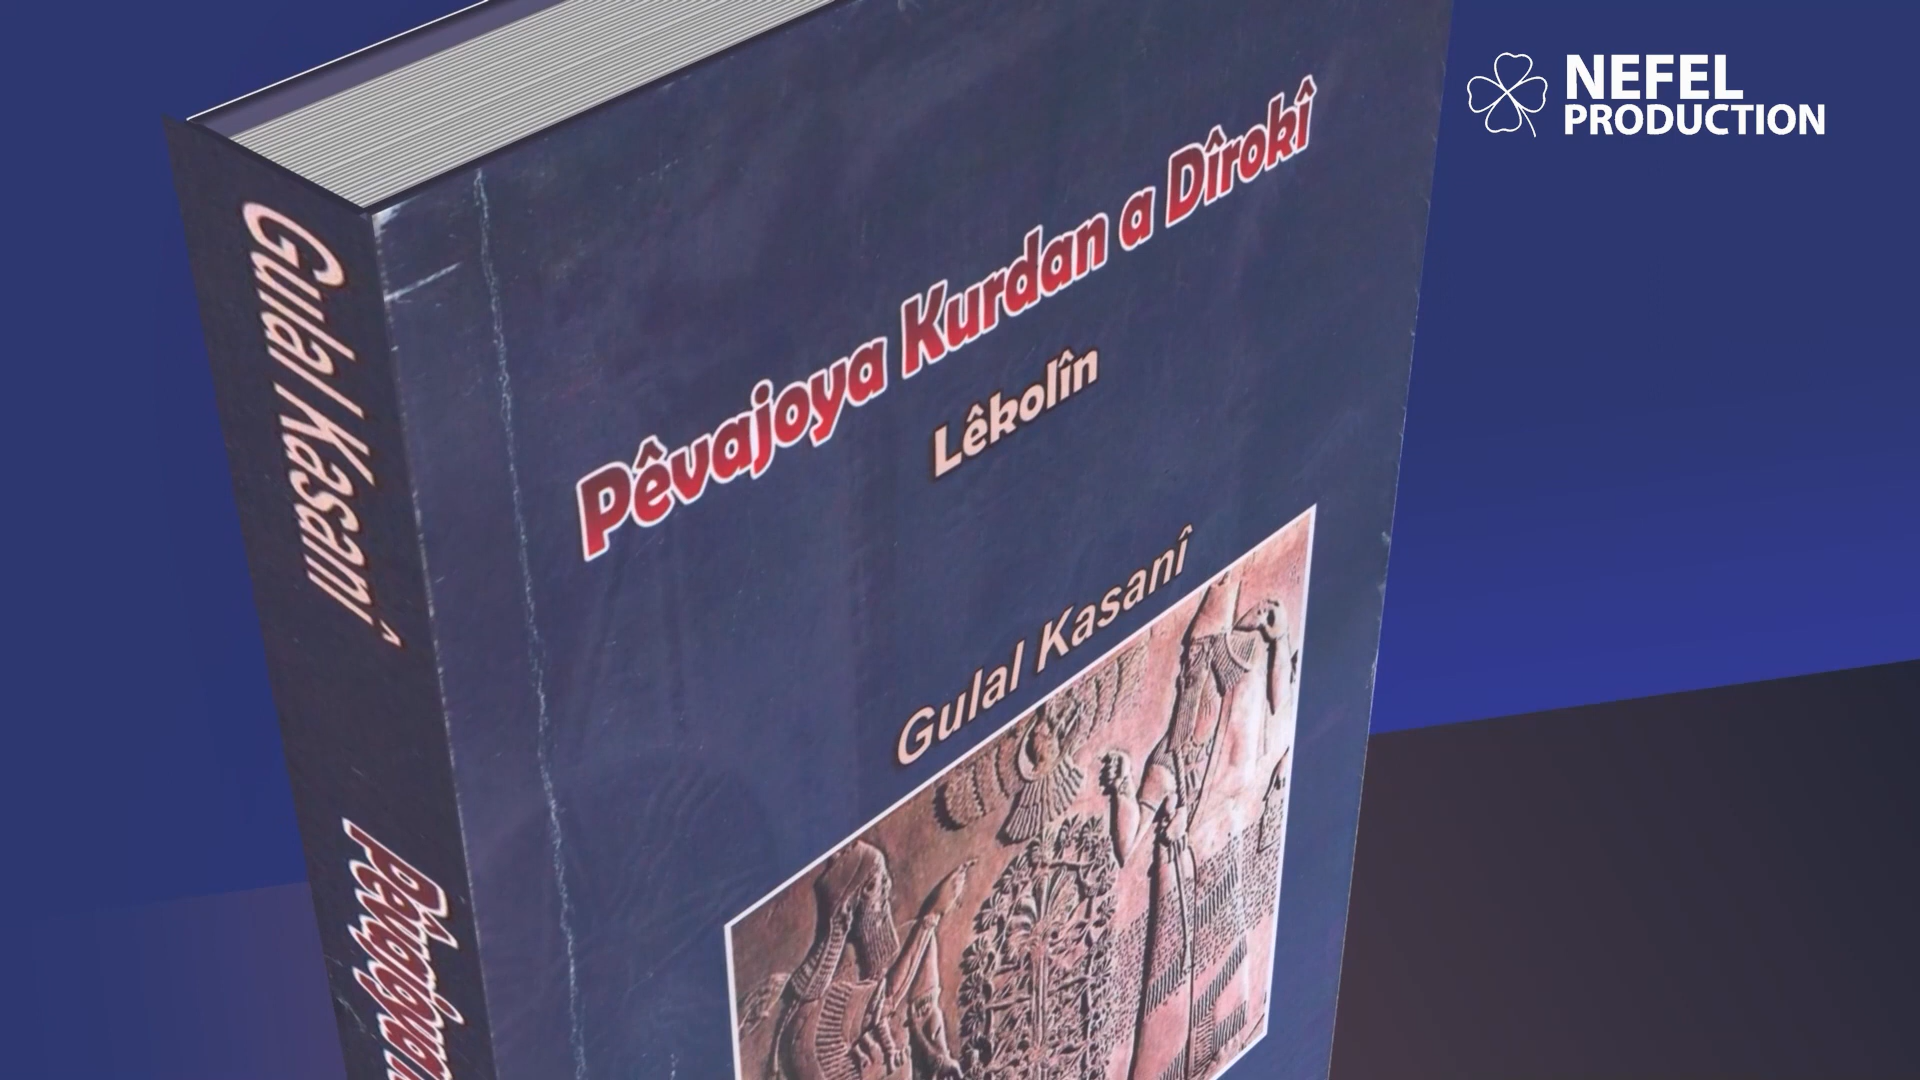 NEFEL
PRODUCTION
Pêvajoya Kurdan a Dîrokî
Lêkolîn
Gulal Kasanî
Gulal Kasanî